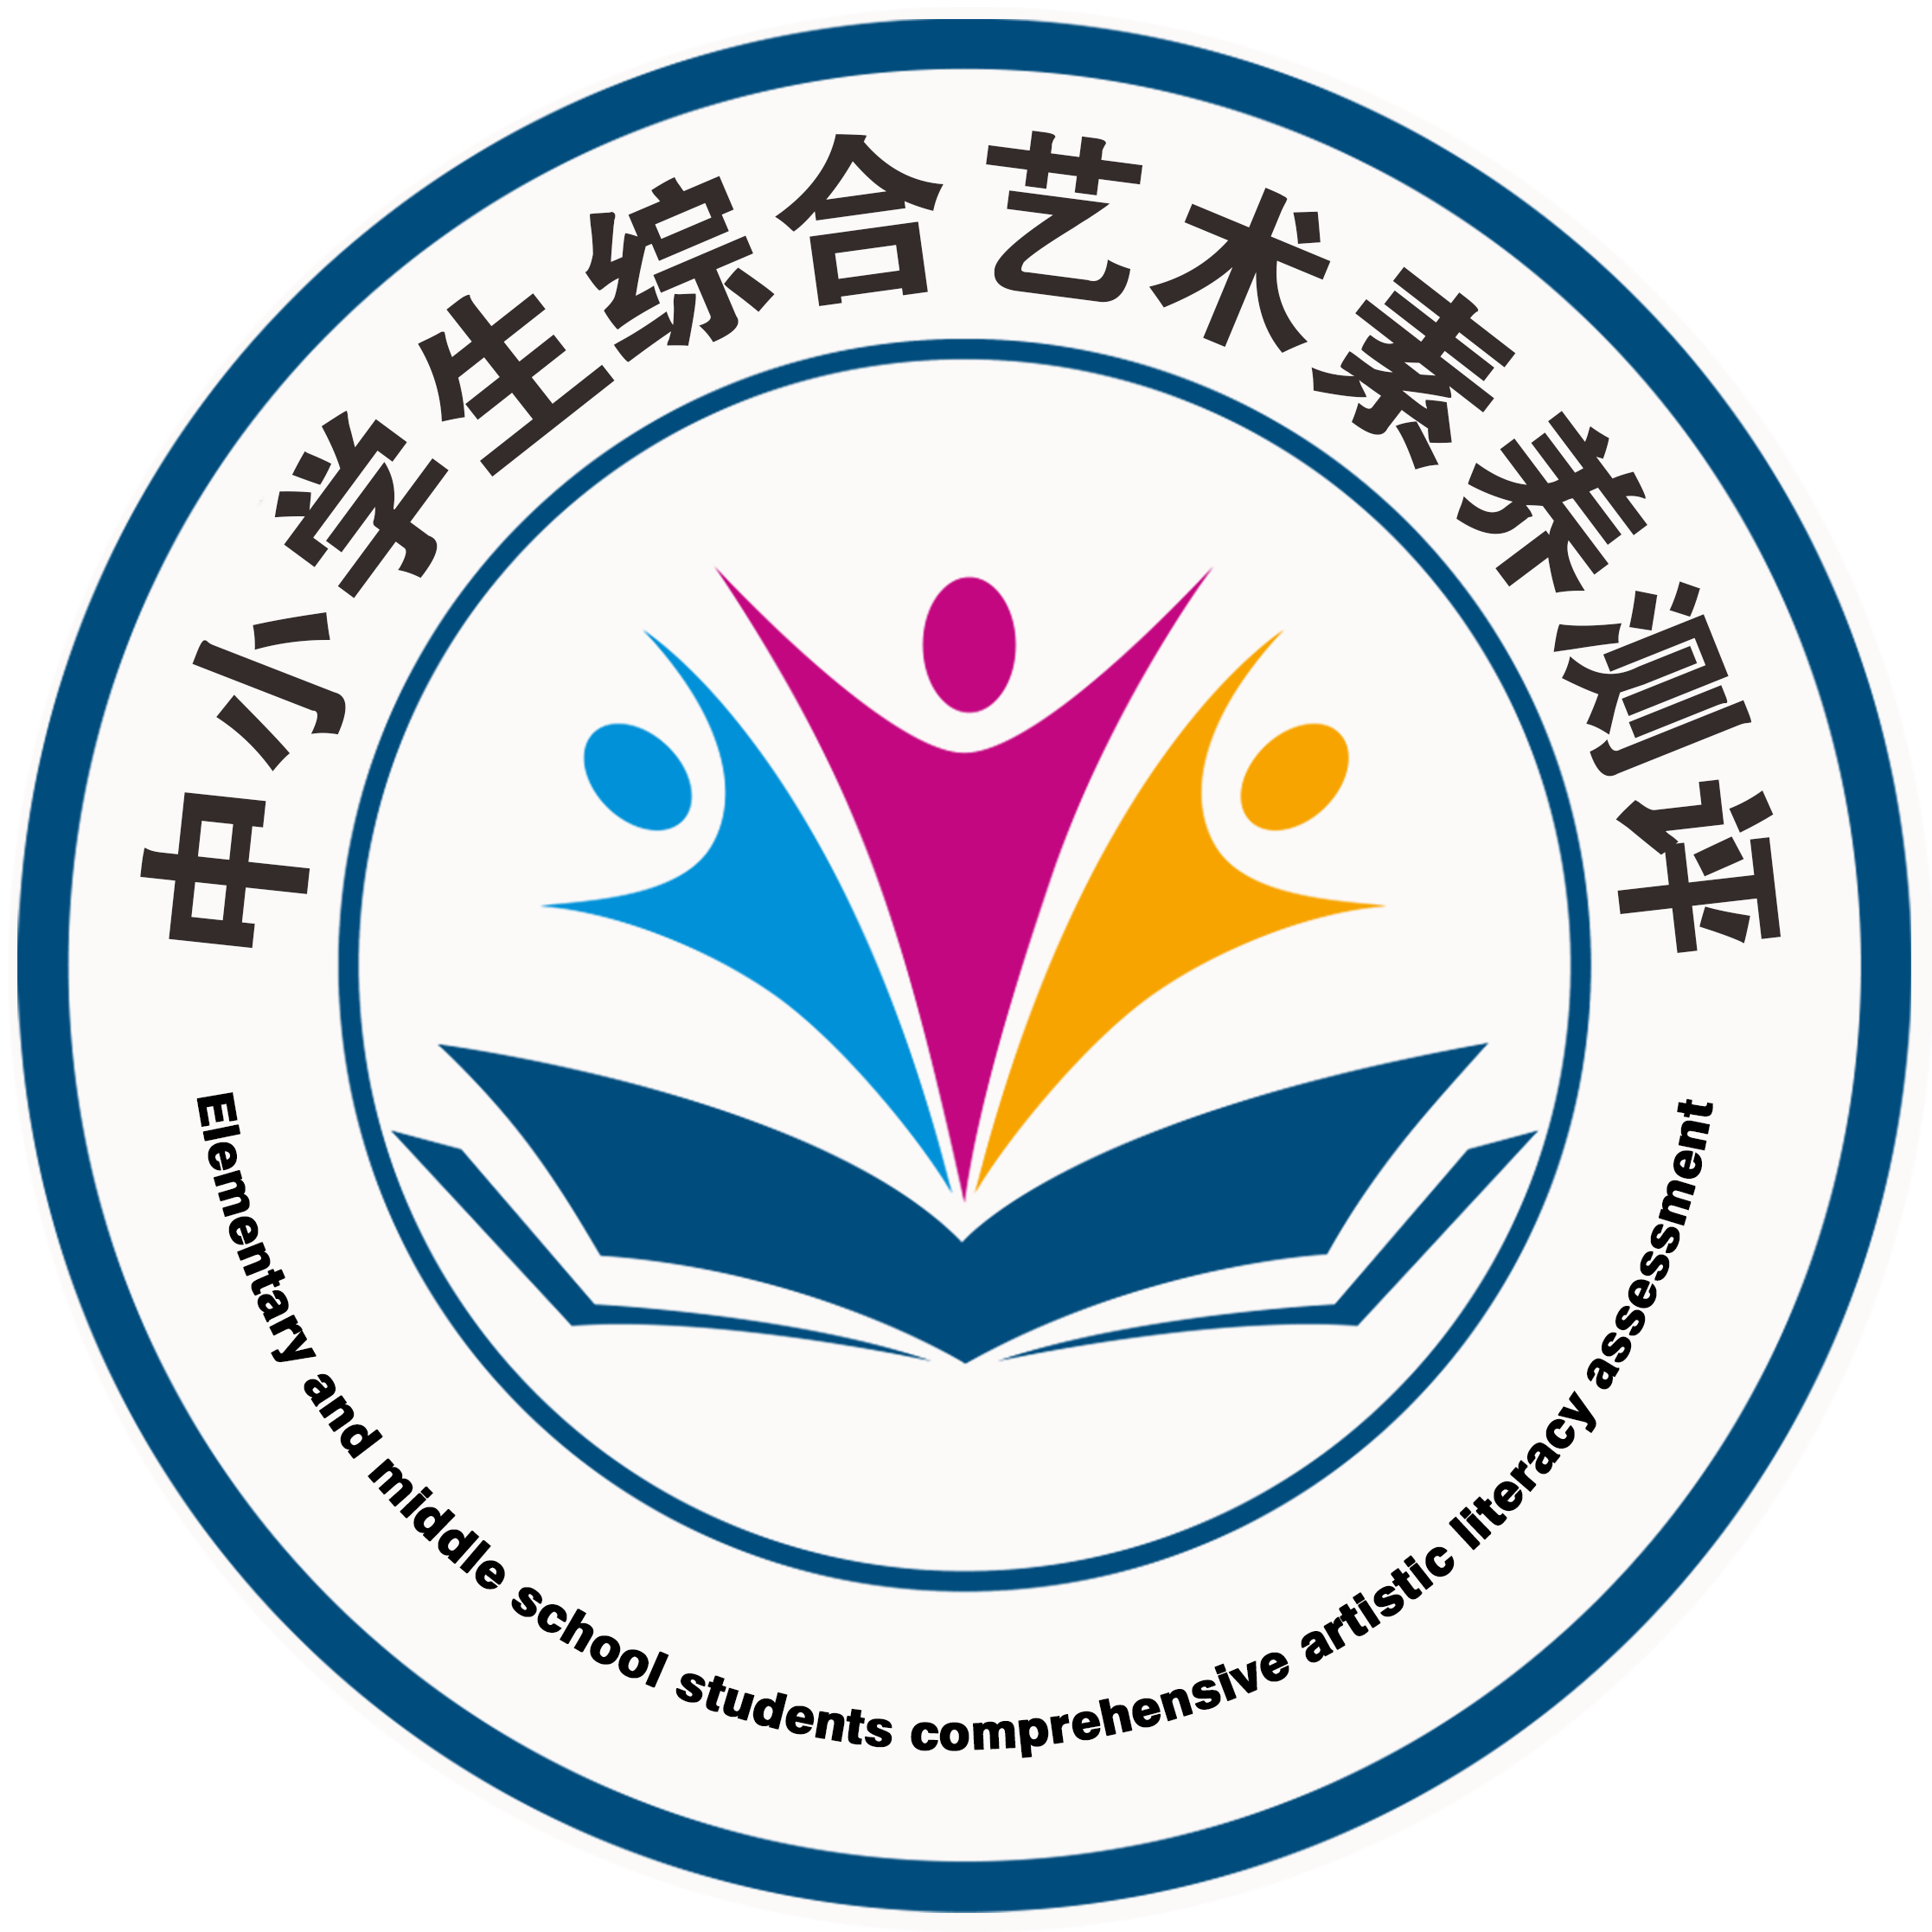 中小学生综合艺术素养测评
Elementary and middle school students comprehensive artistic literacy assessment